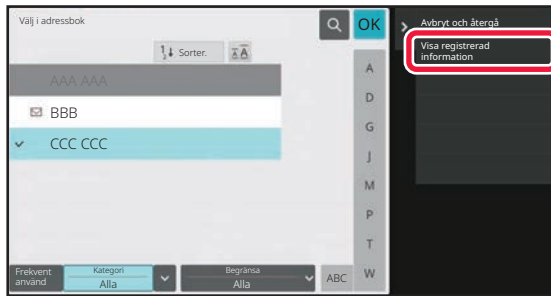 Välj i adressbok
OK
Avbryt och återgå
Visa registrerad
information
Sorter.
AAA AAA
BBB
CCC CCC
A
D
G
J
M
P
T
W
Frekvent
använd
Kategori
Alla
Begränsa
Alla
ABC